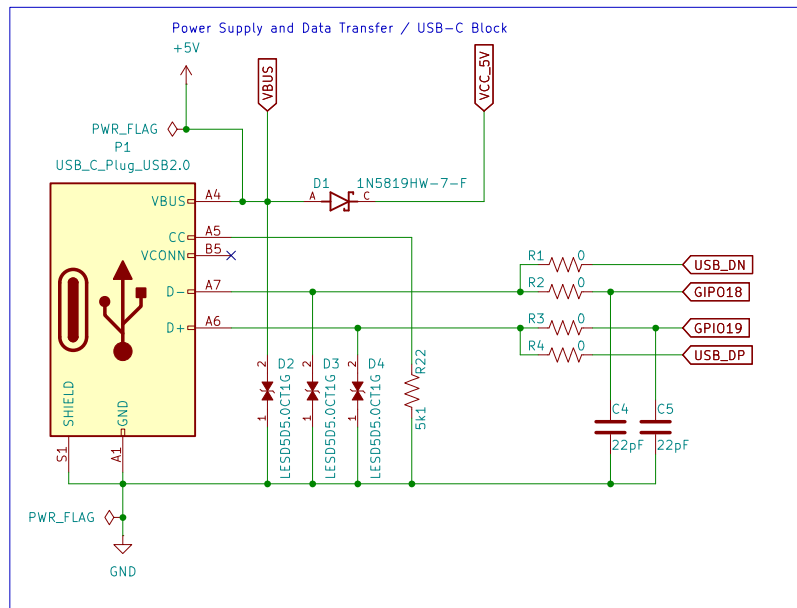 Power Supply and Data Transfer / USB-C Block
+5V
VBUS
VCC_5V
PWR_FLAG
P1
USB_C_Plug_USB2.0
D1
1N5819HW-7-F
A
C
VBUS
A4
CC
A5
VCONN
B5
D-
A7
D+
A6
SHIELD
GND
S1
A1
R1
0
USB_DN
R2
0
GIPO18
R3
0
GPIO19
R4
0
USB_DP
2
D2
1
LESD5D5.0CT1G
2
D3
1
LESD5D5.0CT1G
2
D4
1
LESD5D5.0CT1G
R22
5k1
C4
22pF
C5
22pF
PWR_FLAG
GND